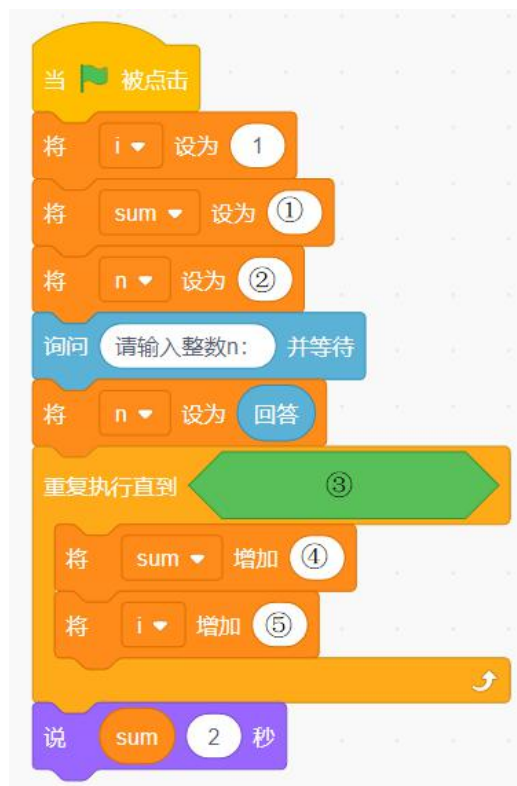 当 被点击
将 i 设为 1
将 sum 设为 ①
将 n 设为 ②
询问 请输入整数n： 并等待
将 n 设为 回答
重复执行直到 ③
将 sum 增加 ④
将 i 增加 ⑤
说 sum 2 秒